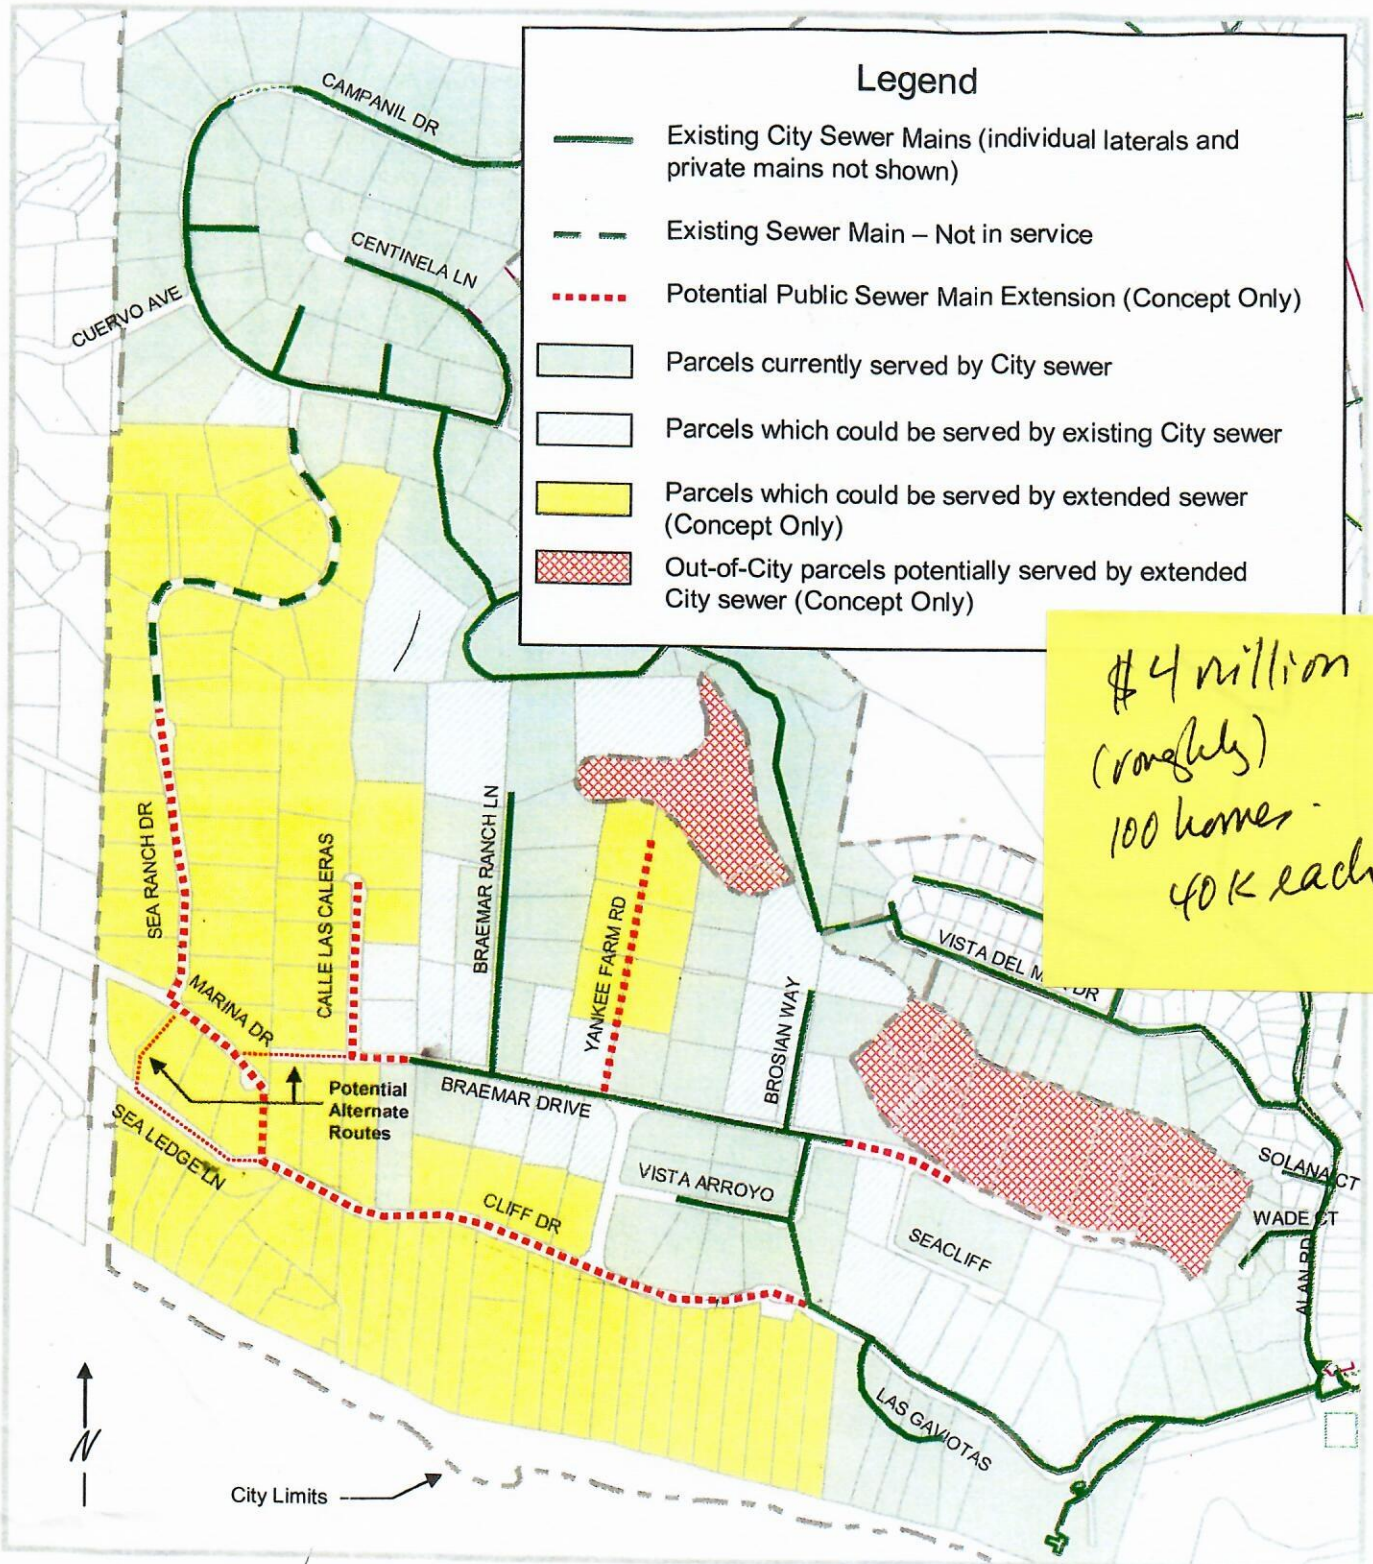 Legend
Existing City Sewer Mains (individual laterals and
private mains not shown)
Existing Sewer Main – Not in service
Potential Public Sewer Main Extension (Concept Only)
Parcels currently served by City sewer
Parcels which could be served by existing City sewer
Parcels which could be served by extended sewer
(Concept Only)
Out-of-City parcels potentially served by extended
City sewer (Concept Only)
$4 million
(roughly)
100 homes -
40K each
CAMPANIL DR
CENTINELA LN
CUERVO AVE
SEA RANCH DR
CALLE LAS CALERAS
BRAEMAR RANCH LN
YANKEE FARM RD
BROSIAN WAY
VISTA DEL M DR
MARINA DR
BRAEMAR DRIVE
Potential
Alternate
Routes
SEA LEDGE LN
CLIFF DR
VISTA ARROYO
SEACLIFF
SOLANA CT
WADE CT
ALAN RD
LAS GAVIOTAS
N
City Limits